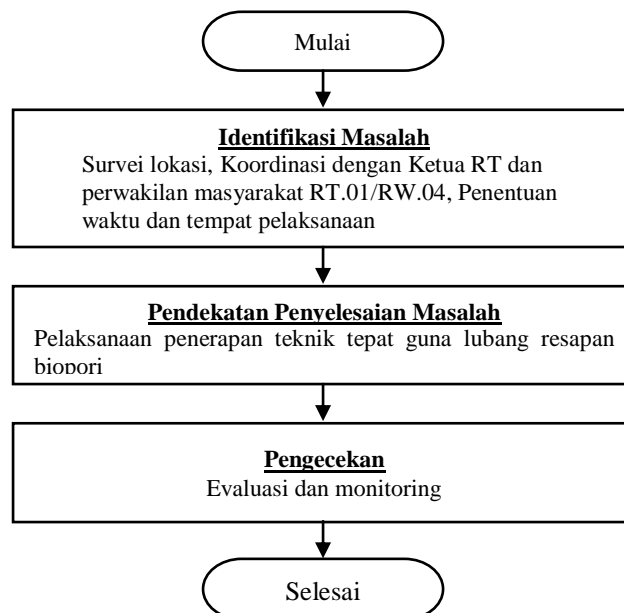 Mulai
Identifikasi Masalah
Survei lokasi, Koordinasi dengan Ketua RT dan
perwakilan masyarakat RT.01/RW.04, Penentuan
waktu dan tempat pelaksanaan
Pendekatan Penyelesaian Masalah
Pelaksanaan penerapan teknik tepat guna lubang resapan
biopori
Pengecekan
Evaluasi dan monitoring
Selesai